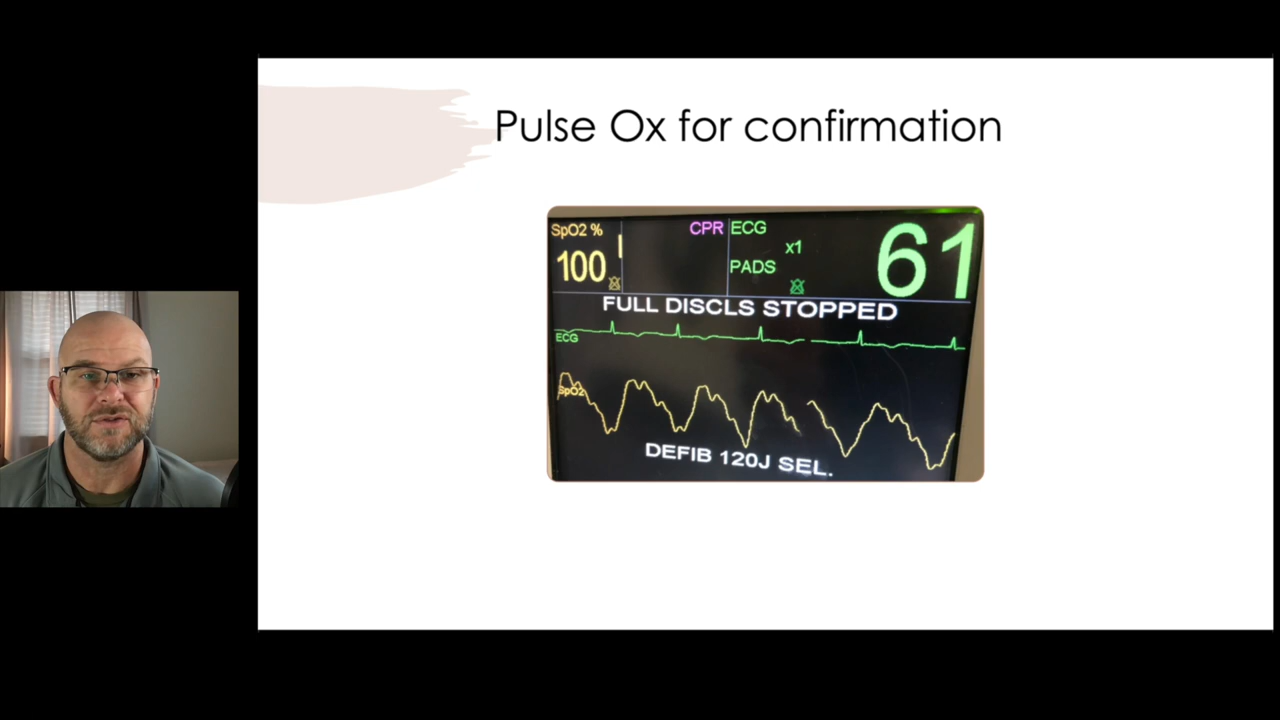 Pulse Ox for confirmation
SpO2 %
100
CPR
ECG
x1
PADS
61
FULL DISCLS STOPPED
ECG
SpO2
DEFIB 120J SEL.